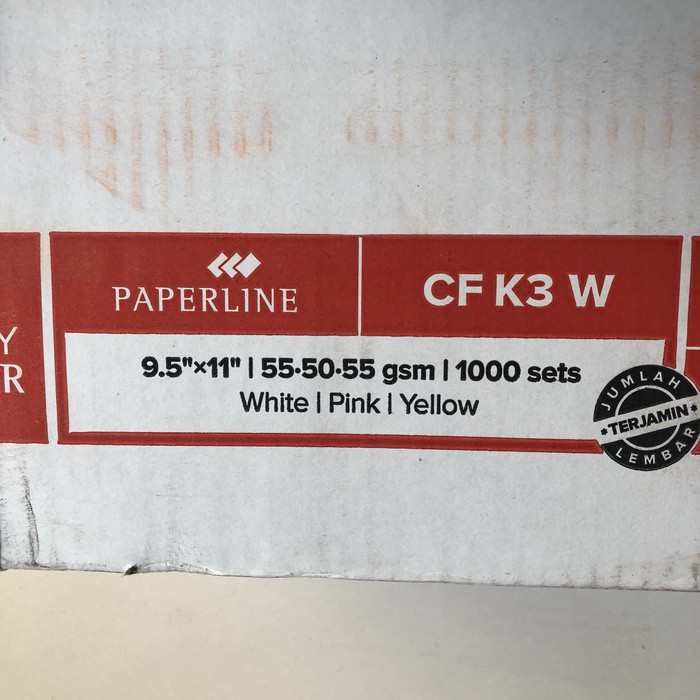 PAPERLINE
CF K3 W
9.5"×11" | 55-50-55 gsm | 1000 sets
White | Pink | Yellow
JUMLAH
*TERJAMIN*
LEMBAR
Y
R